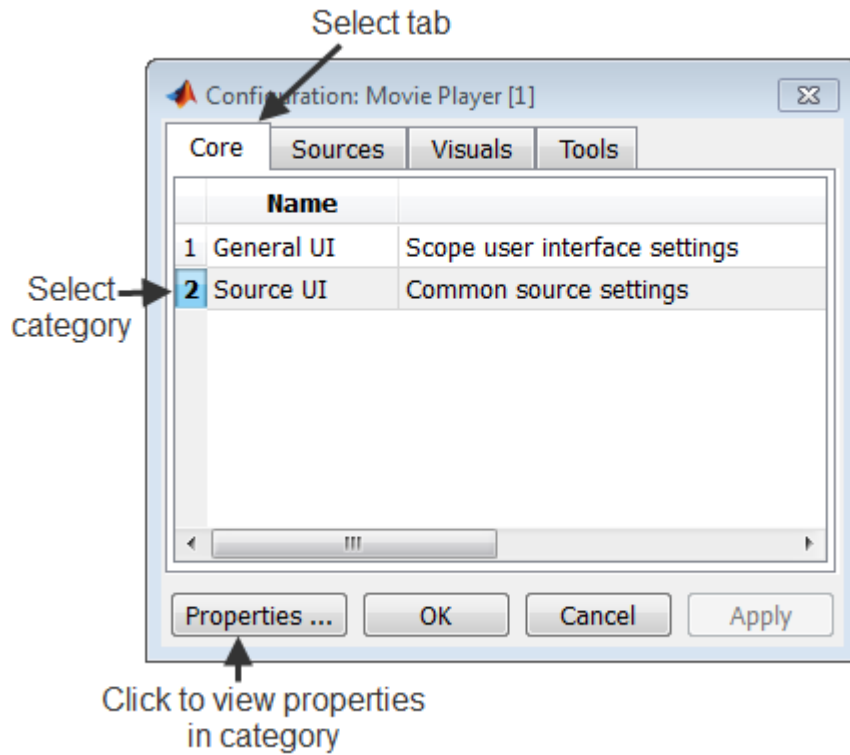 Select tab
Configuration: Movie Player [1]
Core Sources Visuals Tools
Name
1 General UI Scope user interface settings
2 Source UI Common source settings
Select
category
Properties ... OK Cancel Apply
Click to view properties
in category